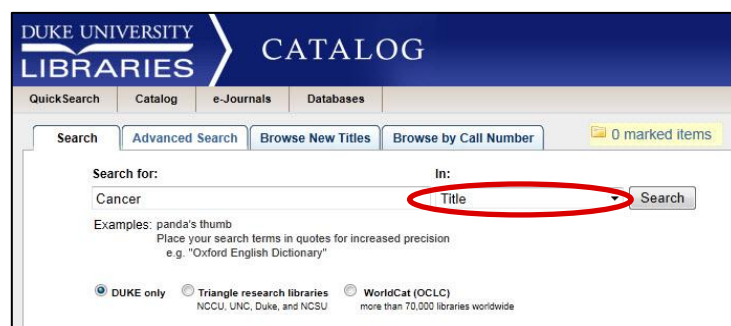 DUKE UNIVERSITY
LIBRARIES
CATALOG
QuickSearch Catalog e-Journals Databases
Search Advanced Search Browse New Titles Browse by Call Number 0 marked items
Search for: In:
Cancer Title Search
Examples: panda's thumb
Place your search terms in quotes for increased precision
e.g. "Oxford English Dictionary"
DUKE only Triangle research libraries WorldCat (OCLC)
NCCU, UNC, Duke, and NCSU more than 70,000 libraries worldwide